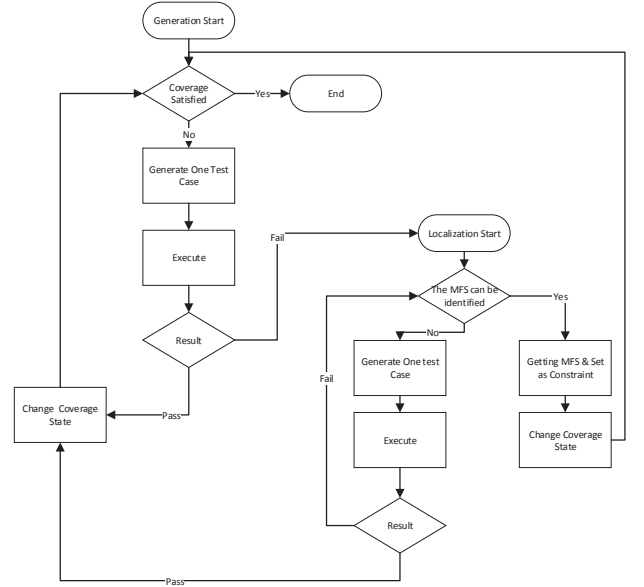 Generation Start
Coverage
Satisfied
Yes
End
No
Generate One Test
Case
Execute
Fail
Localization Start
The MFS can be
identified
Yes
No
Result
Generate One test
Case
Getting MFS & Set
as Constraint
Fail
Pass
Change Coverage
State
Execute
Change Coverage
State
Result
Pass